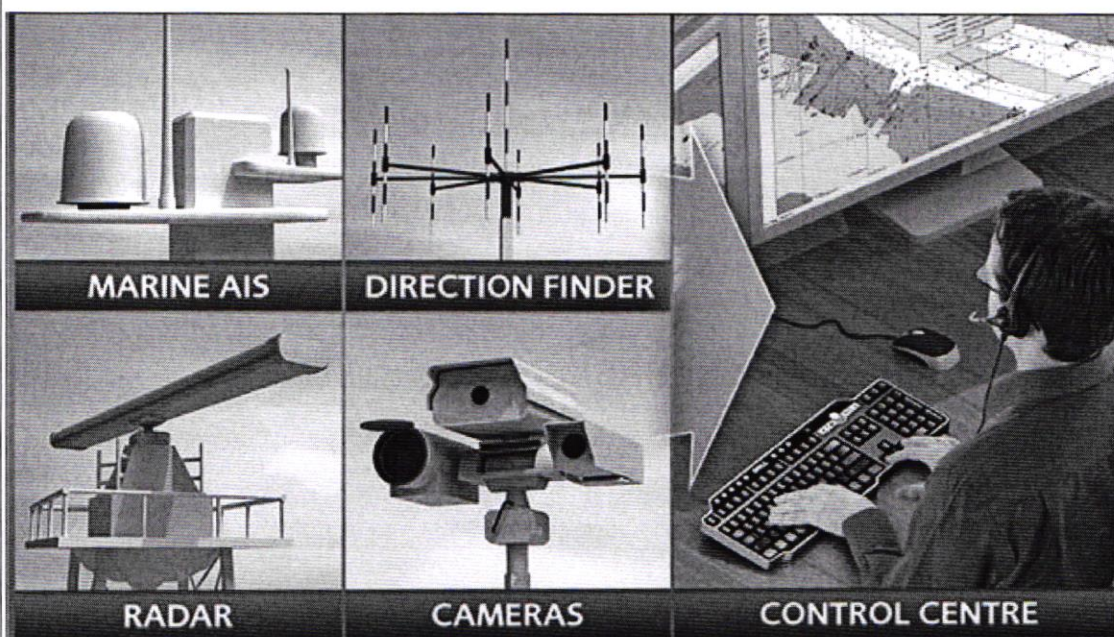 MARINE AIS
DIRECTION FINDER
RADAR
CAMERAS
CONTROL CENTRE